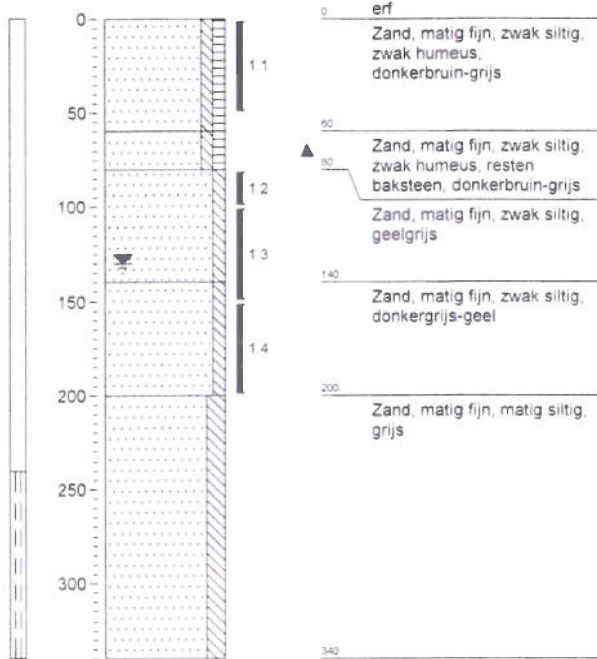 0
50
100
150
200
250
300
1.1
1.2
1.3
1.4
0
erf
Zand, matig fijn, zwak siltig,
zwak humeus,
donkerbruin-grijs
60
Zand, matig fijn, zwak siltig,
zwak humeus, resten
baksteen, donkerbruin-grijs
80
Zand, matig fijn, zwak siltig,
geelgrijs
140
Zand, matig fijn, zwak siltig,
donkergrijs-geel
200
Zand, matig fijn, matig siltig,
grijs
340